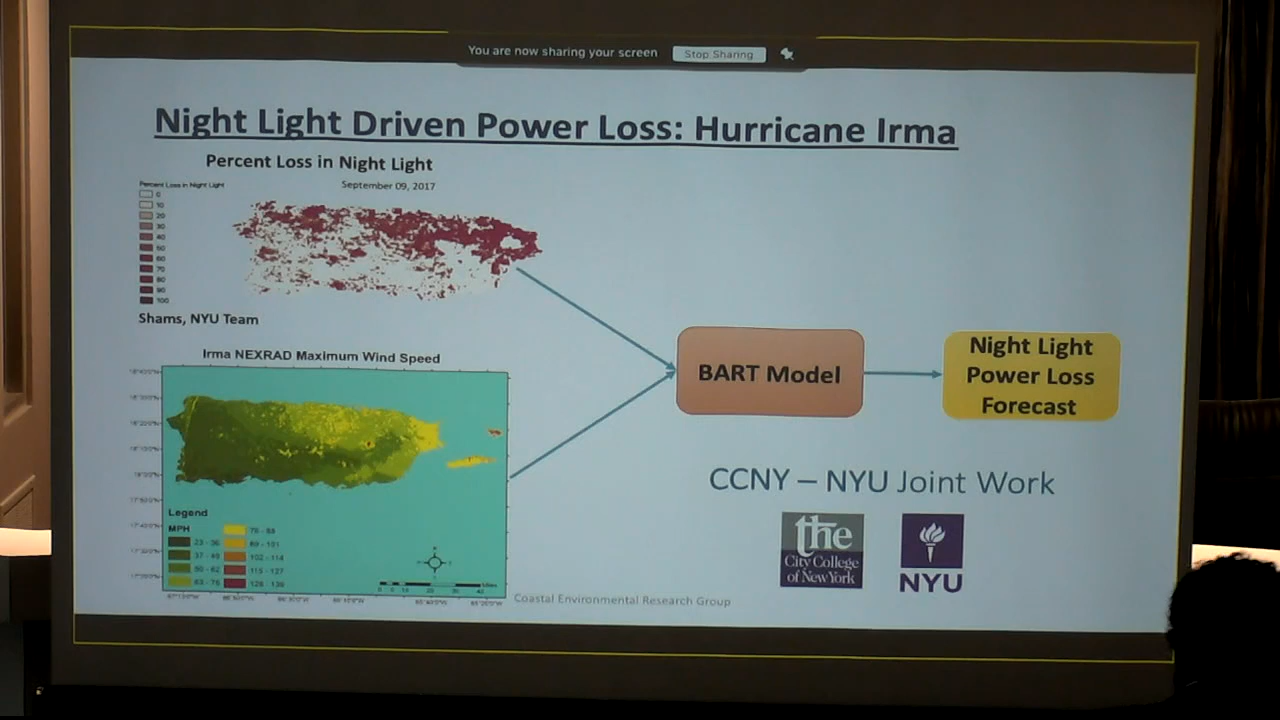 You are now sharing your screen
Stop Sharing
Night Light Driven Power Loss: Hurricane Irma
Percent Loss in Night Light
Percent Loss in Night Light
September 09, 2017
0
10
20
30
40
50
60
70
80
90
100
Shams, NYU Team
Irma NEXRAD Maximum Wind Speed
Legend
MPH
23 - 36
37 - 49
50 - 62
63 - 75
76 - 88
89 - 101
102 - 114
115 - 127
128 - 139
Coastal Environmental Research Group
BART Model
Night Light
Power Loss
Forecast
CCNY – NYU Joint Work
the
City College
of New York
NYU